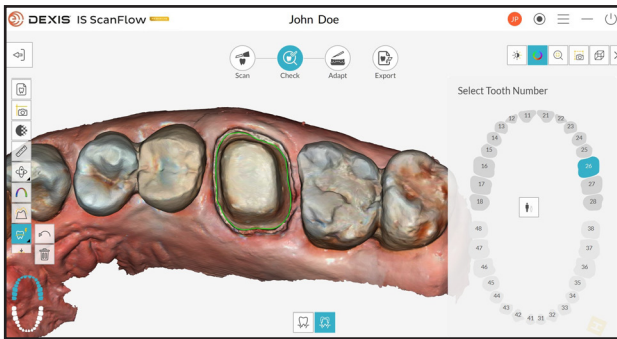 DEXIS IS ScanFlow
John Doe
JP
Scan
Check
Adapt
Export
Select Tooth Number
12 11 21 22
13 23
14 24
15 25
16 26
17 27
18 28
48 38
47 37
46 36
45 35
44 34
43 33
42 41 31 32